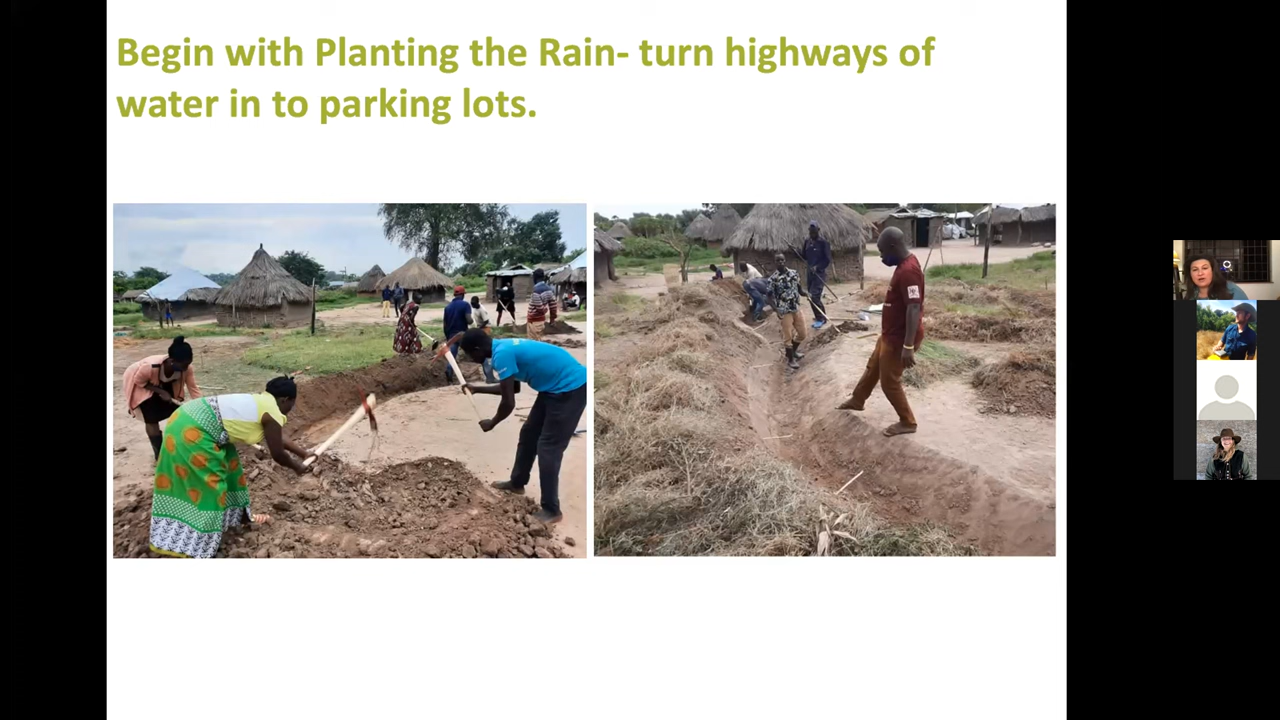 Begin with Planting the Rain- turn highways of
water in to parking lots.